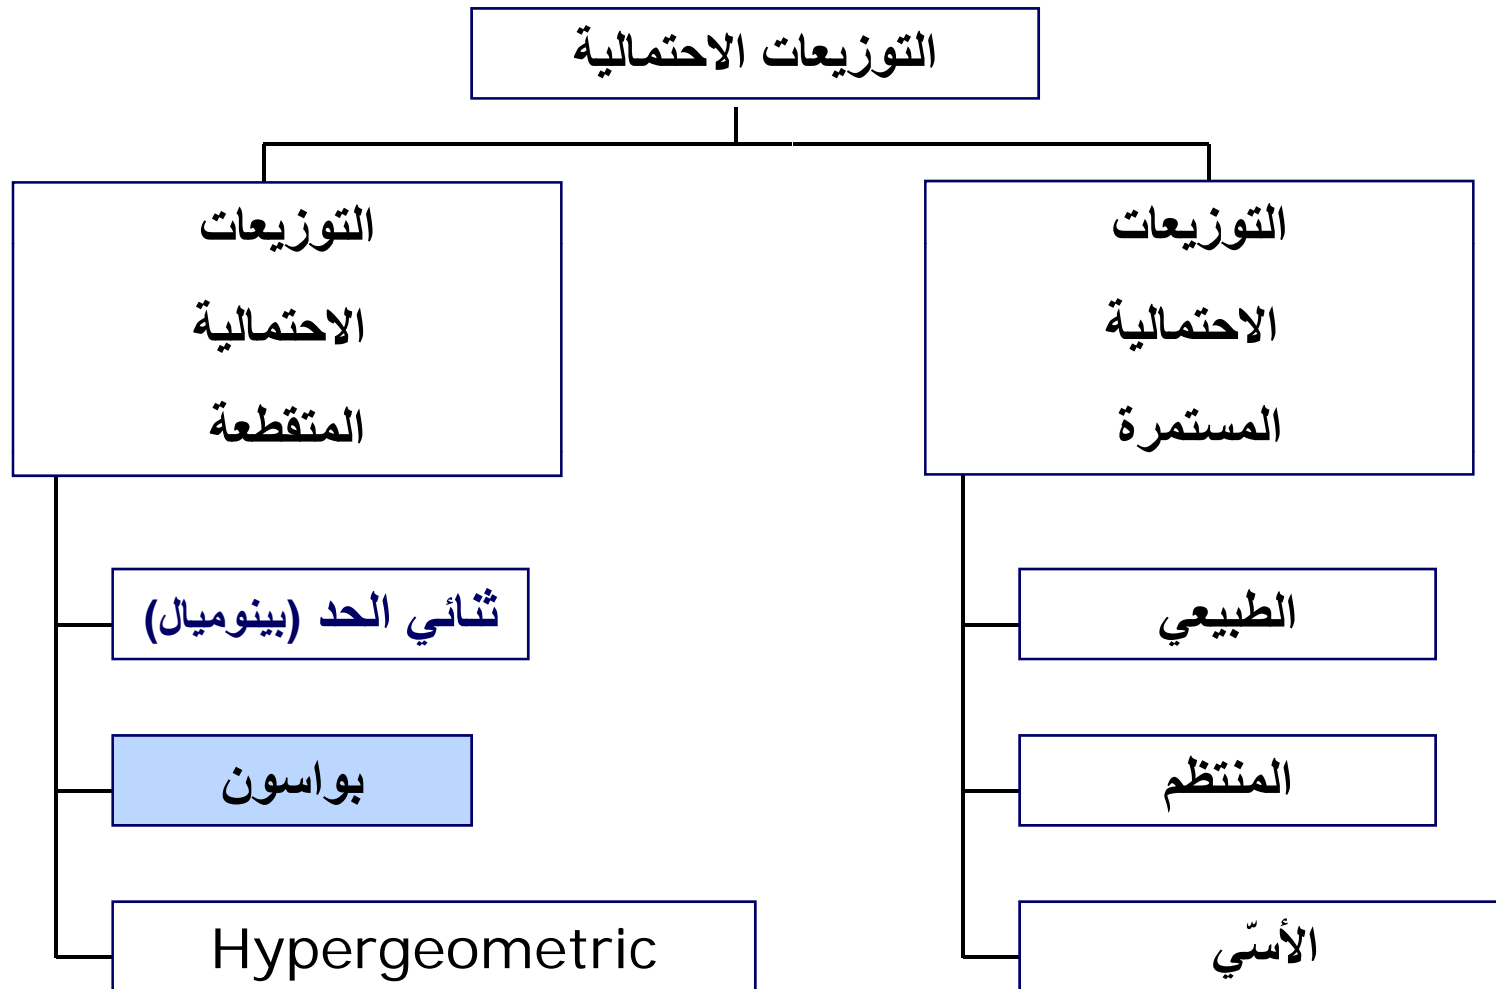 التوزيعات الاحتمالية
التوزيعات
الاحتمالية
المستمرة
الطبيعي
المنتظم
الأسّي
التوزيعات
الاحتمالية
المتقطعة
ثنائي الحد (بينوميال)
بواسون
Hypergeometric